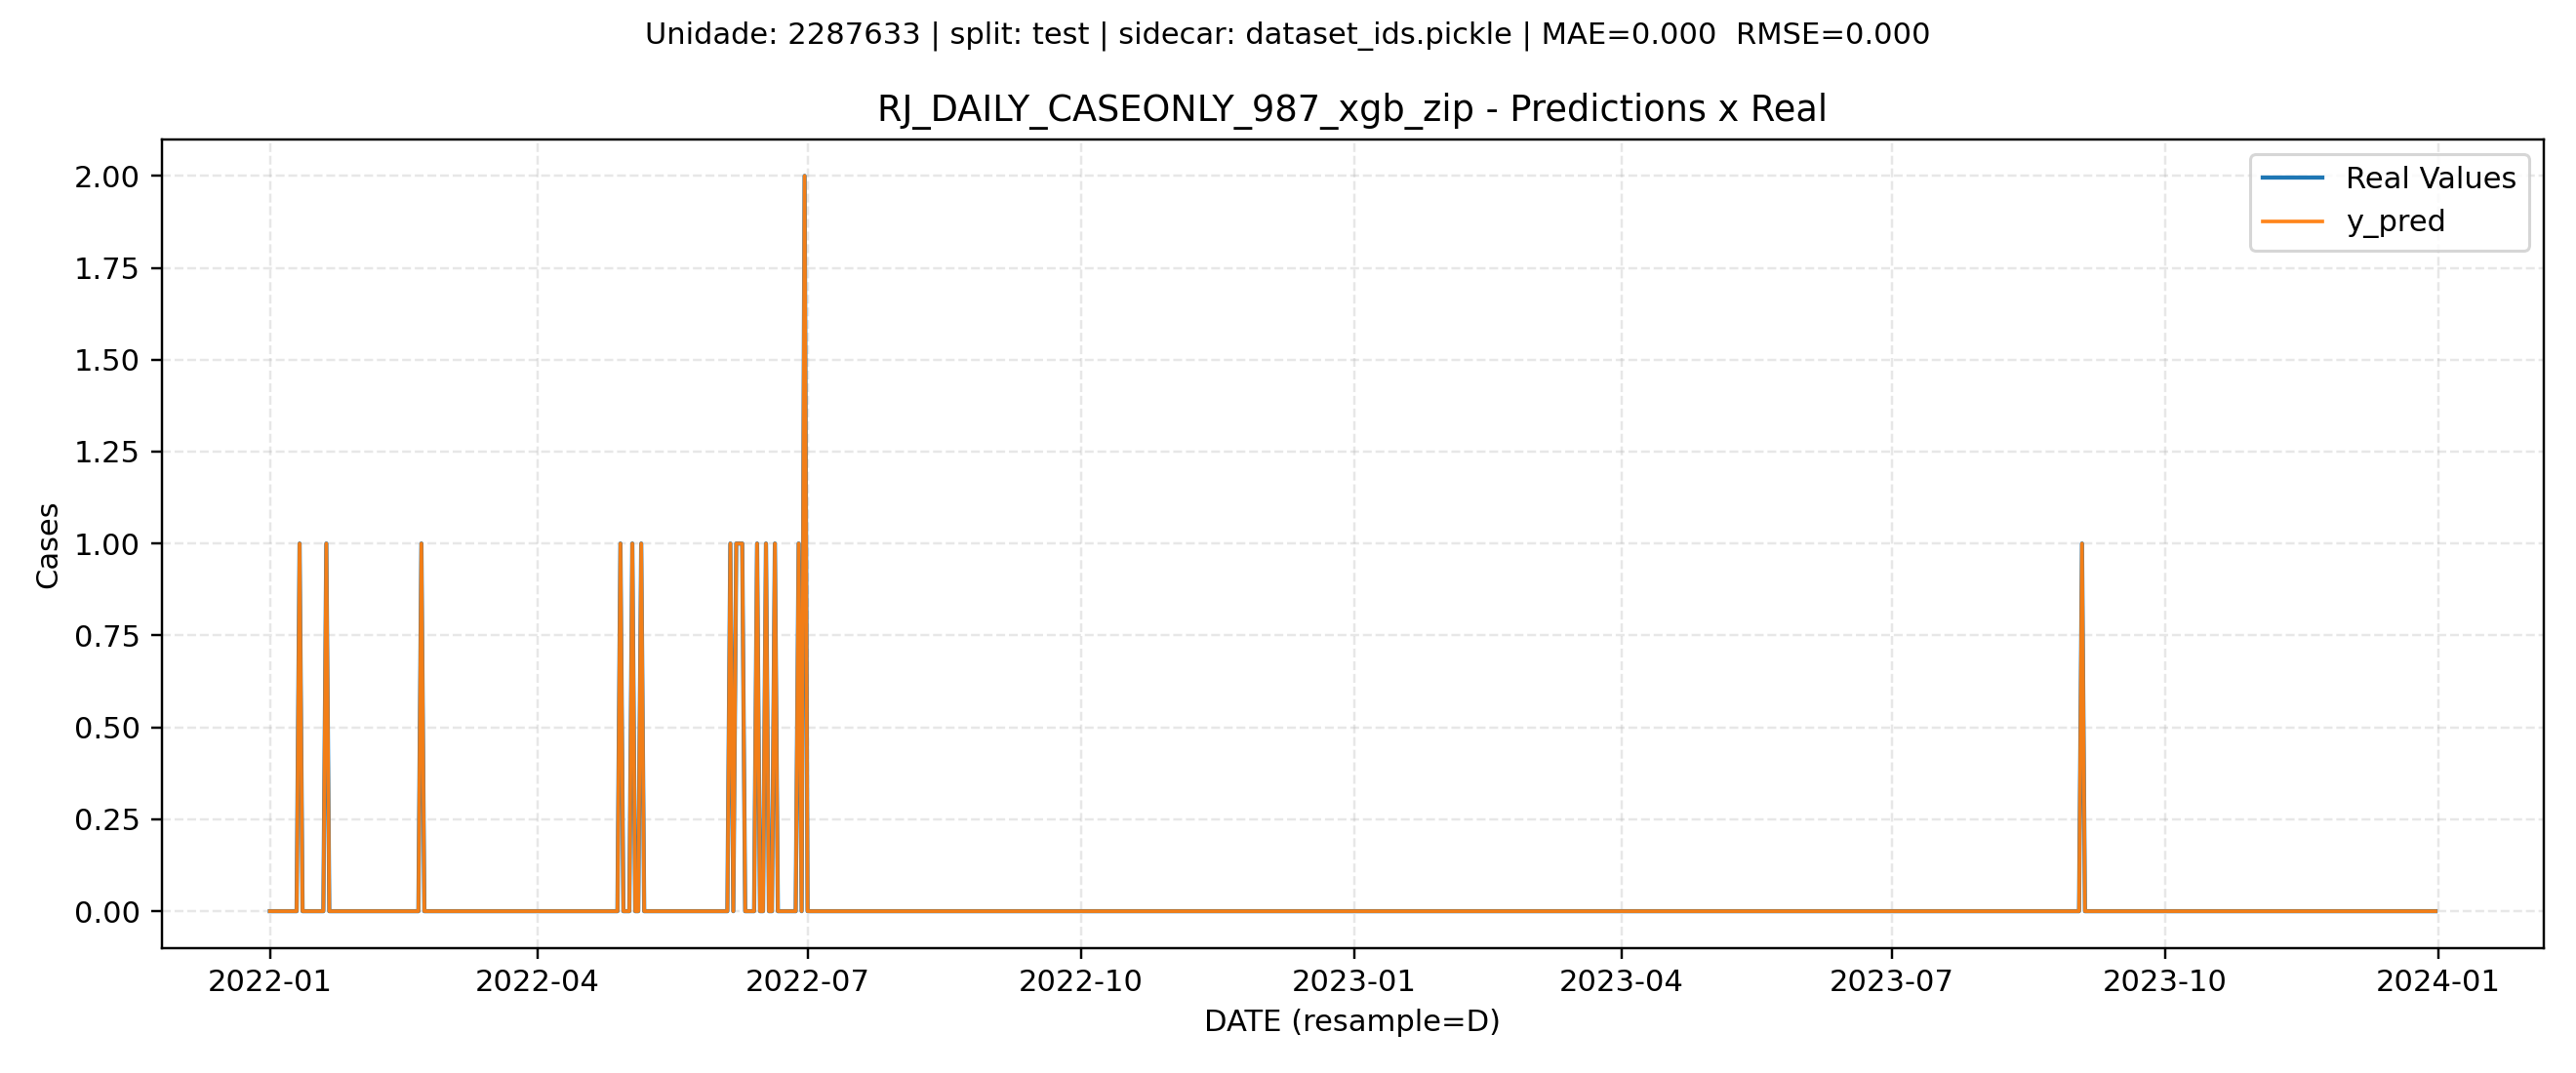 Unidade: 2287633 | split: test | sidecar: dataset_ids.pickle | MAE=0.000  RMSE=0.000
RJ_DAILY_CASEONLY_987_xgb_zip - Predictions x Real
Real Values
y_pred
2.00
1.75
1.50
1.25
1.00
0.75
0.50
0.25
0.00
Cases
2022-01 2022-04 2022-07 2022-10 2023-01 2023-04 2023-07 2023-10 2024-01
DATE (resample=D)